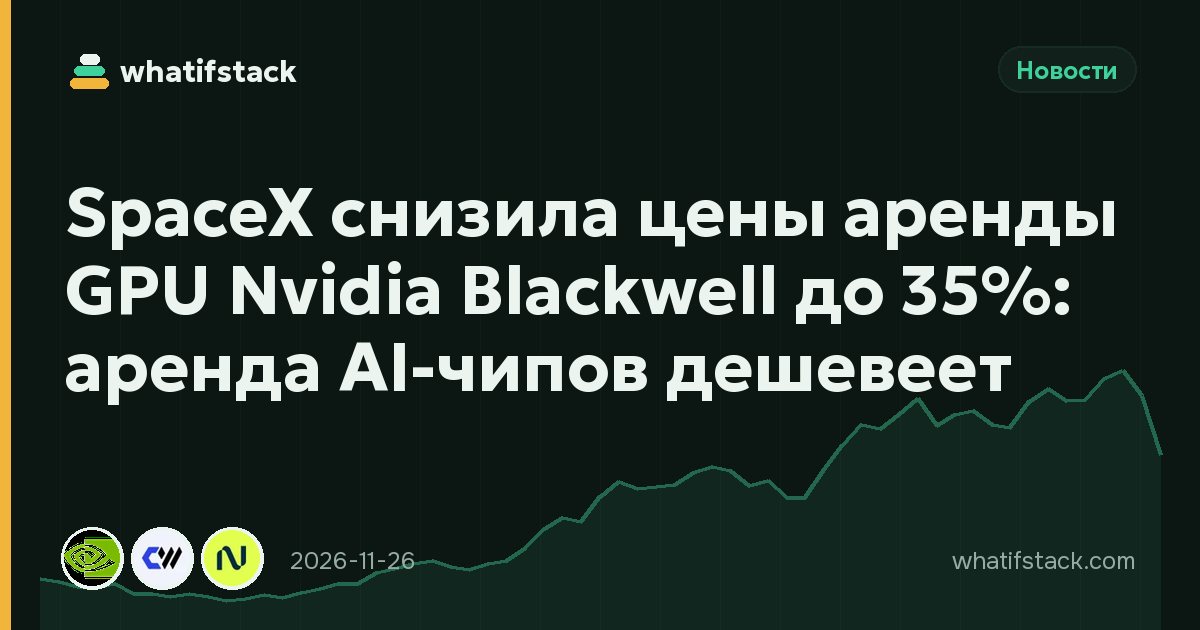 whatifstack
Новости
SpaceX снизила цены аренды
GPU Nvidia Blackwell до 35%:
аренда AI-чипов дешевеет
2026-11-26
whatifstack.com